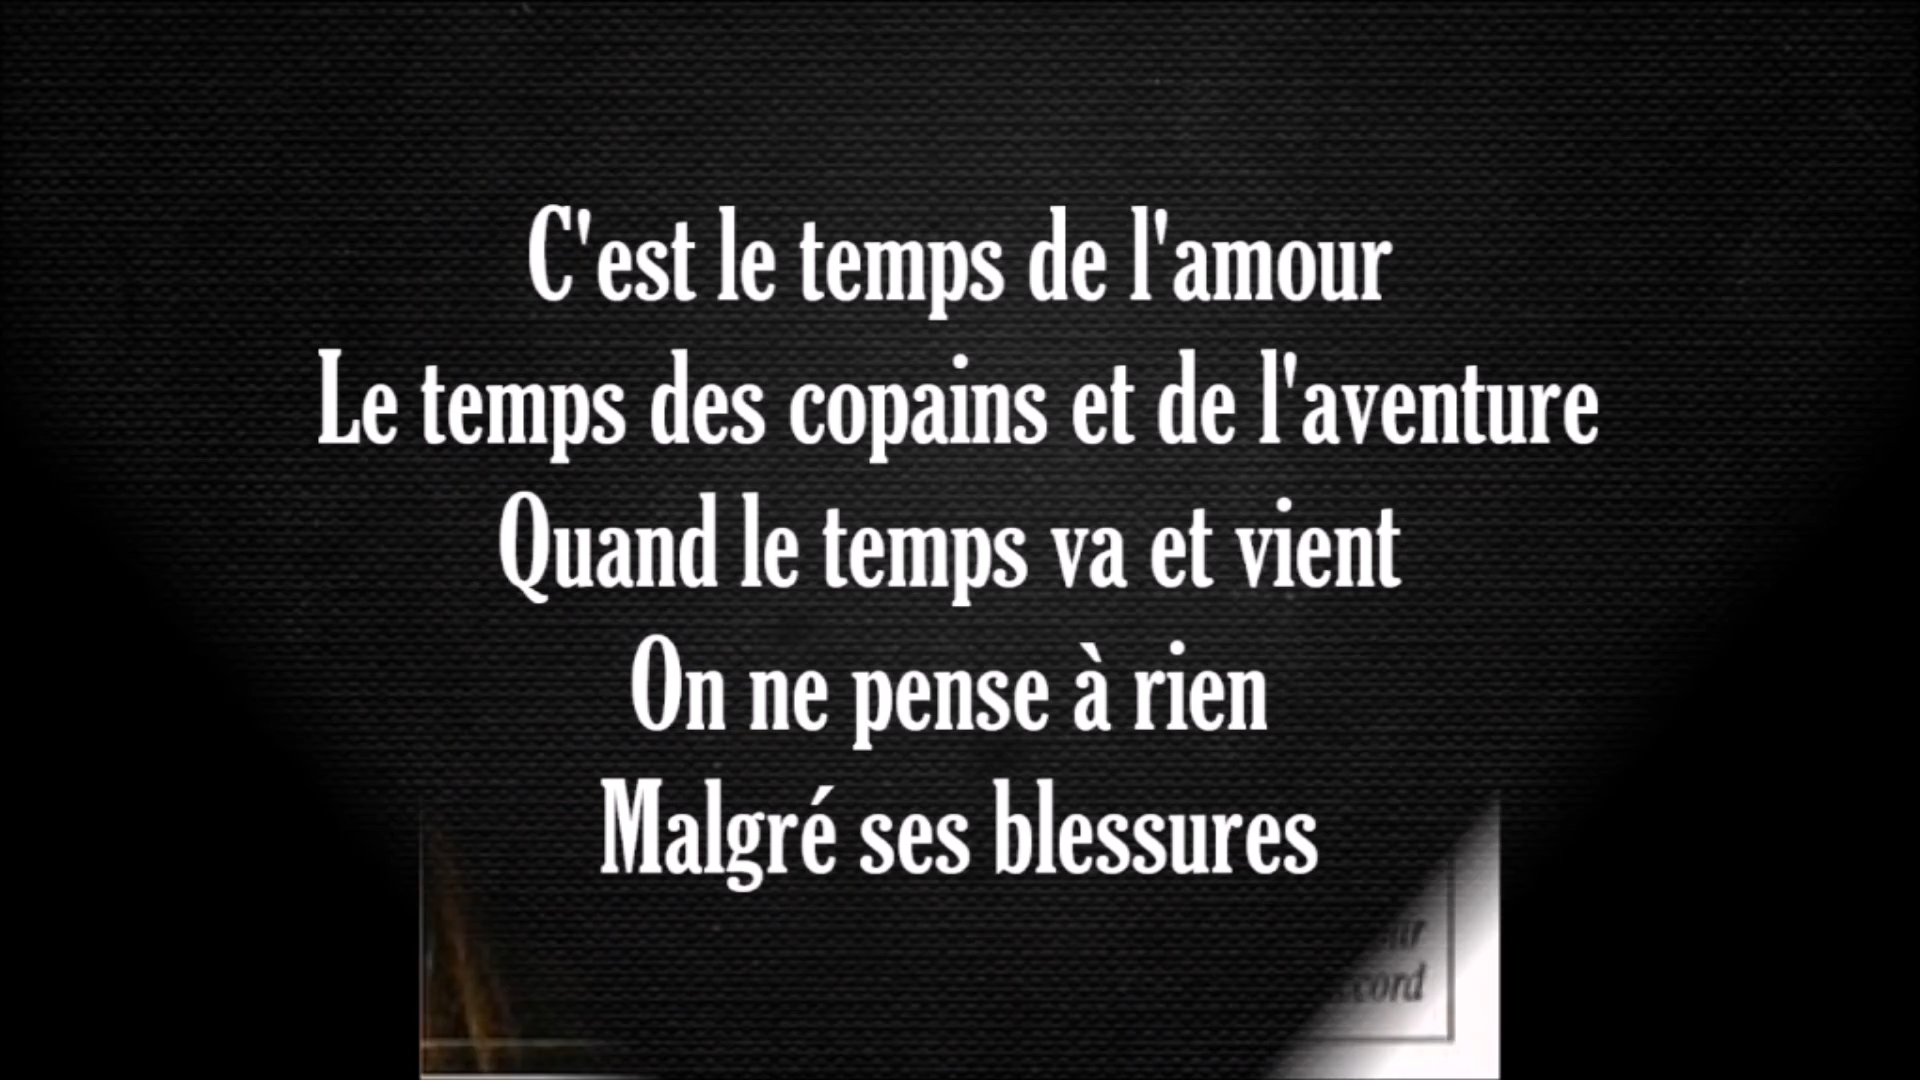 C'est le temps de l'amour
Le temps des copains et de l'aventure
Quand le temps va et vient
On ne pense à rien
Malgré ses blessures